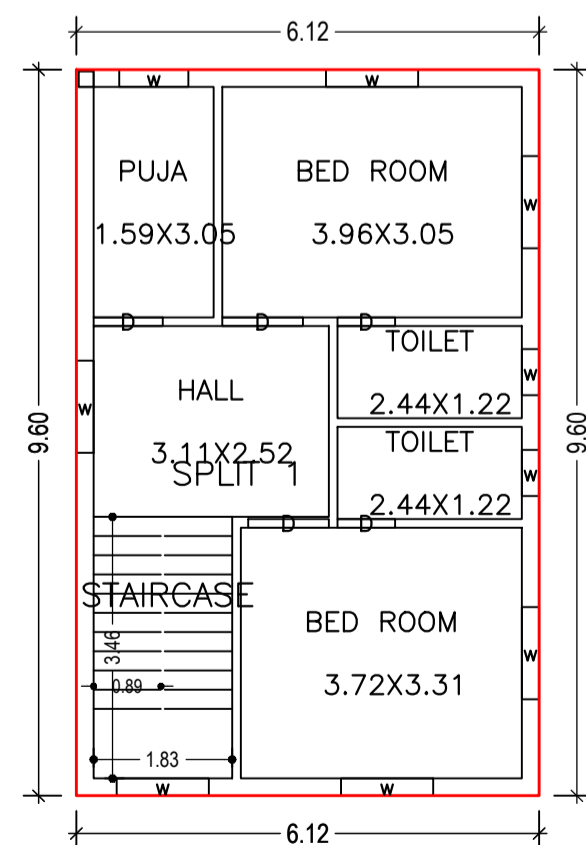 6.12
W W
PUJA BED ROOM
W
1.59X3.05 3.96X3.05
D D D
TOILET
W
HALL
2.44X1.22
W
9.60 9.60
TOILET
3.11X2.52
SPLIT 1
W
2.44X1.22
D D
STAIRCASE
BED ROOM
3.46
W
0.89
3.72X3.31
1.83
W W
6.12